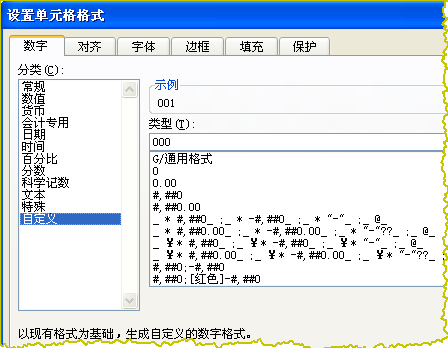 设置单元格格式
数字 对齐 字体 边框 填充 保护
分类(C):
常规
数值
货币
会计专用
日期
时间
百分比
分数
科学记数
文本
特殊
自定义
示例
001
类型(T):
000
G/通用格式
0
0.00
#,##0
#,##0.00
_ * #,##0_ ;_ * -#,##0_ ;_ * "-"_ ;_ @_
_ * #,##0.00_ ;_ * -#,##0.00_ ;_ * "-"??_ ;_ @_
_ ¥* #,##0_ ;_ ¥* -#,##0_ ;_ ¥* "-"_ ;_ @_
_ ¥* #,##0.00_ ;_ ¥* -#,##0.00_ ;_ ¥* "-"??_ ;_
#,##0;-#,##0
#,##0;[红色]-#,##0
以现有格式为基础，生成自定义的数字格式。